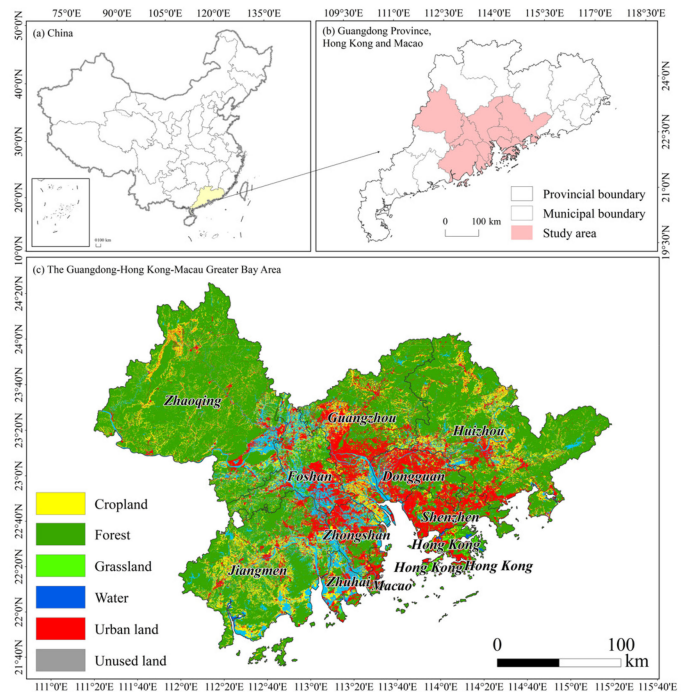 75°0'E 90°0'E 105°0'E 120°0'E 135°0'E
109°30'E 111°0'E 112°30'E 114°0'E 115°30'E 117°0'E 118°30'E
50°0'N
40°0'N
30°0'N
20°0'N
10°0'N
(a) China
0 100 km
(b) Guangdong Province,
Hong Kong and Macao
Provincial boundary
Municipal boundary
Study area
0 100 km
24°0'N
22°30'N
21°0'N
19°30'N
(c) The Guangdong-Hong Kong-Macau Greater Bay Area
24°20'N
24°0'N
23°40'N
23°20'N
23°0'N
22°40'N
22°20'N
22°0'N
21°40'N
Zhaoqing
Guangzhou
Huizhou
Foshan
Dongguan
Shenzhen
Zhongshan
Hong Kong
Hong Kong
Hong Kong
Jiangmen
Zhuhai
Macao
Cropland
Forest
Grassland
Water
Urban land
Unused land
0 100
km
111°0'E 111°20'E 111°40'E 112°0'E 112°20'E 112°40'E 113°0'E 113°20'E 113°40'E 114°0'E 114°20'E 114°40'E 115°0'E 115°20'E 115°40'E